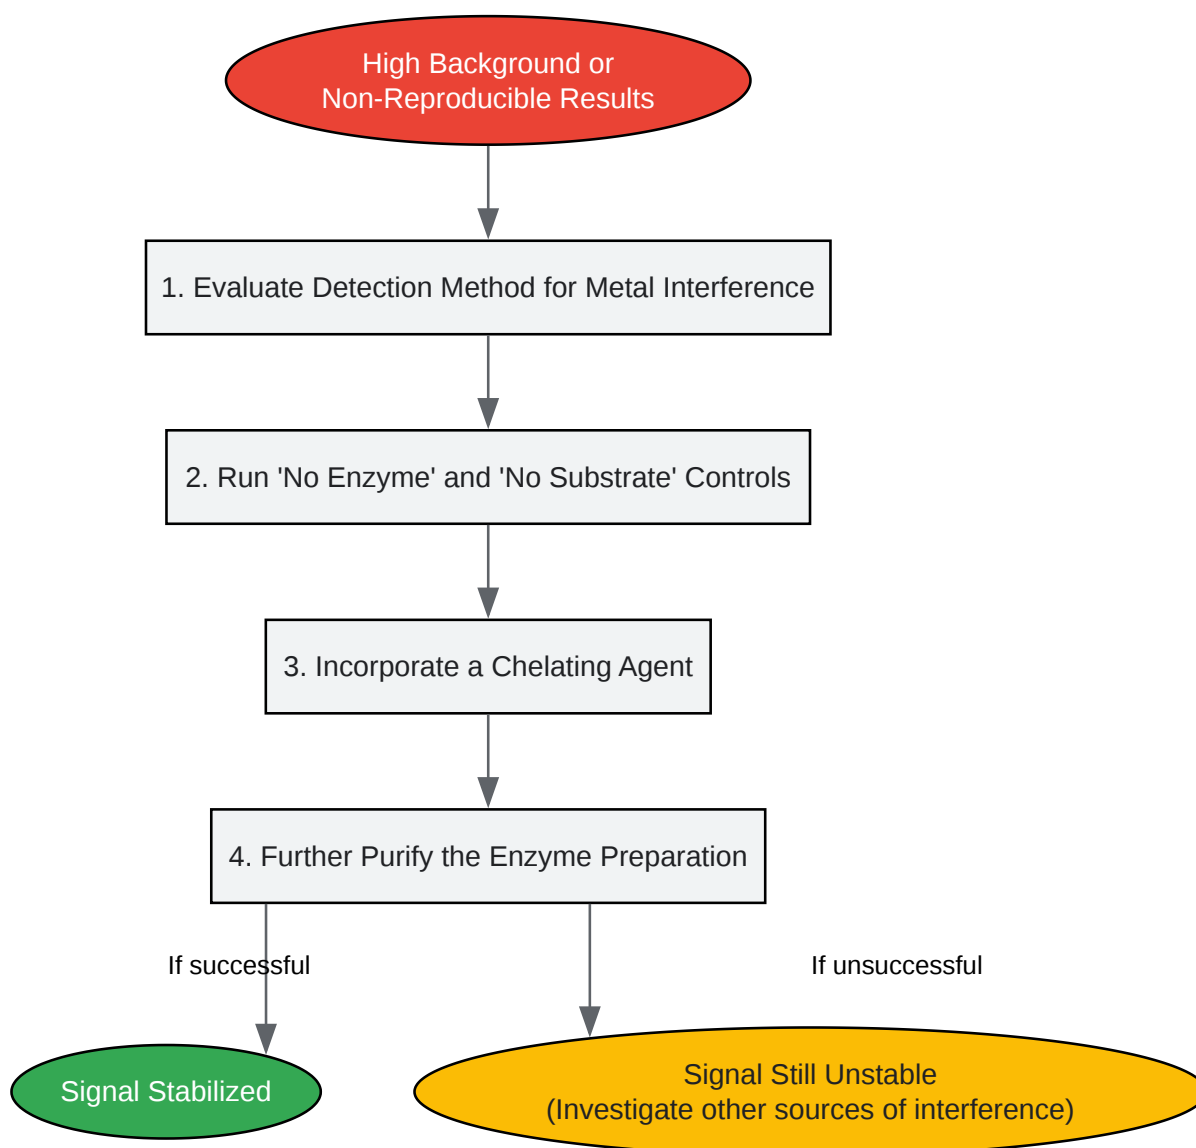 High Background or
Non-Reproducible Results
1. Evaluate Detection Method for Metal Interference
2. Run 'No Enzyme' and 'No Substrate' Controls
3. Incorporate a Chelating Agent
4. Further Purify the Enzyme Preparation
If successful
If unsuccessful
Signal Stabilized
Signal Still Unstable
(Investigate other sources of interference)